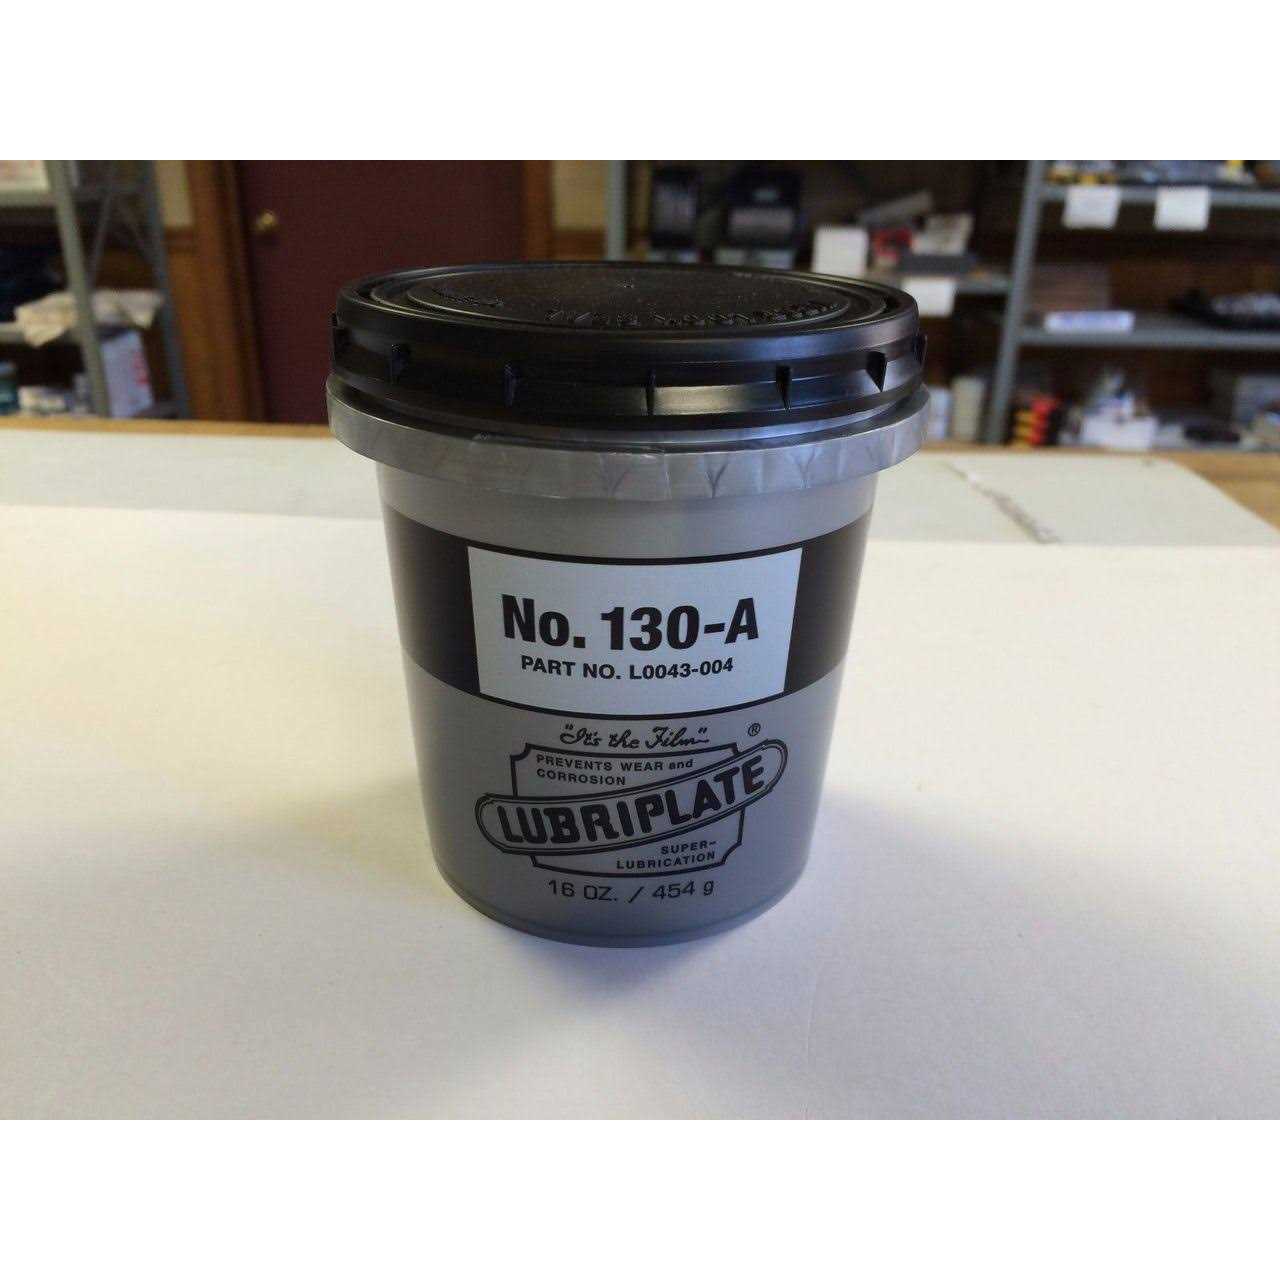 No. 130-A
PART NO. L0043-004
"It's the Film"
®
PREVENTS WEAR and
CORROSION
LUBRIPLATE
SUPER-
LUBRICATION
16 OZ. / 454 g